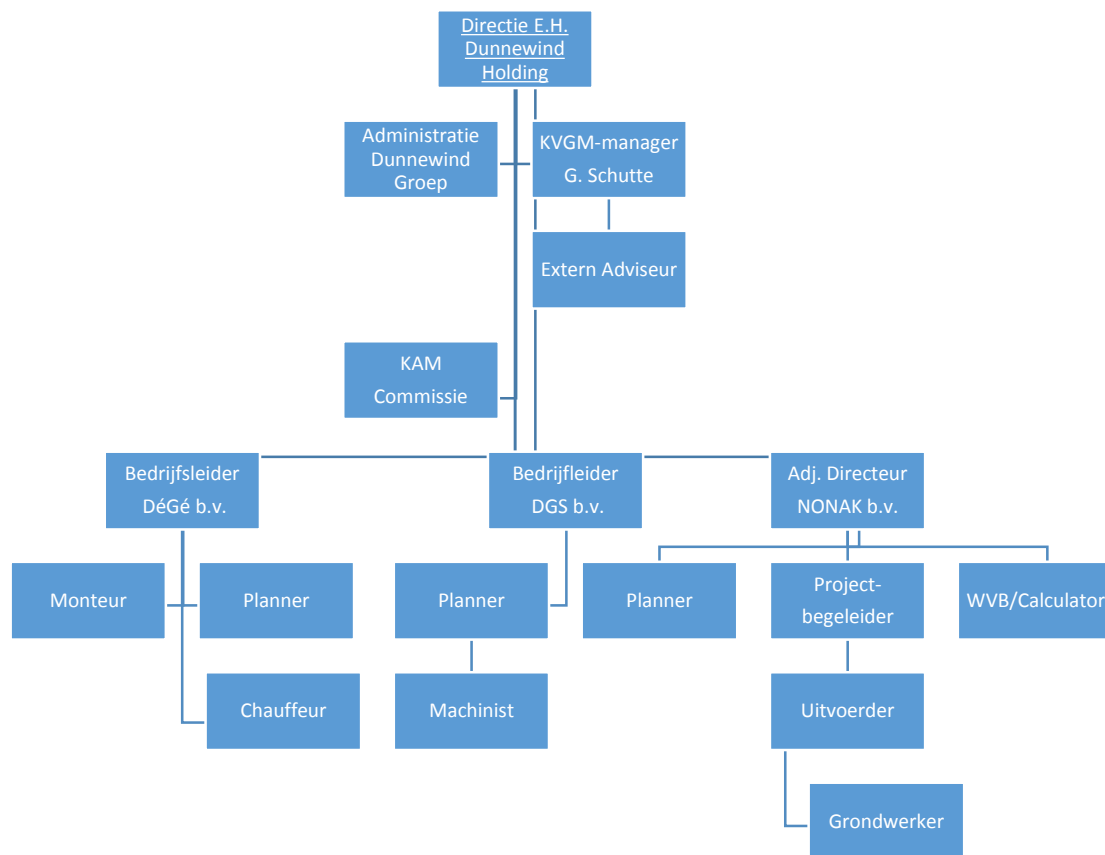 Directie E.H.
Dunnewind
Holding
Administratie
Dunnewind
Groep
KVGM-manager
G. Schutte
Extern Adviseur
KAM
Commissie
Bedrijfsleider
DéGé b.v.
Bedrijfleider
DGS b.v.
Adj. Directeur
NONAK b.v.
Monteur
Planner
Planner
Planner
Project-
begeleider
WVB/Calculator
Chauffeur
Machinist
Uitvoerder
Grondwerker